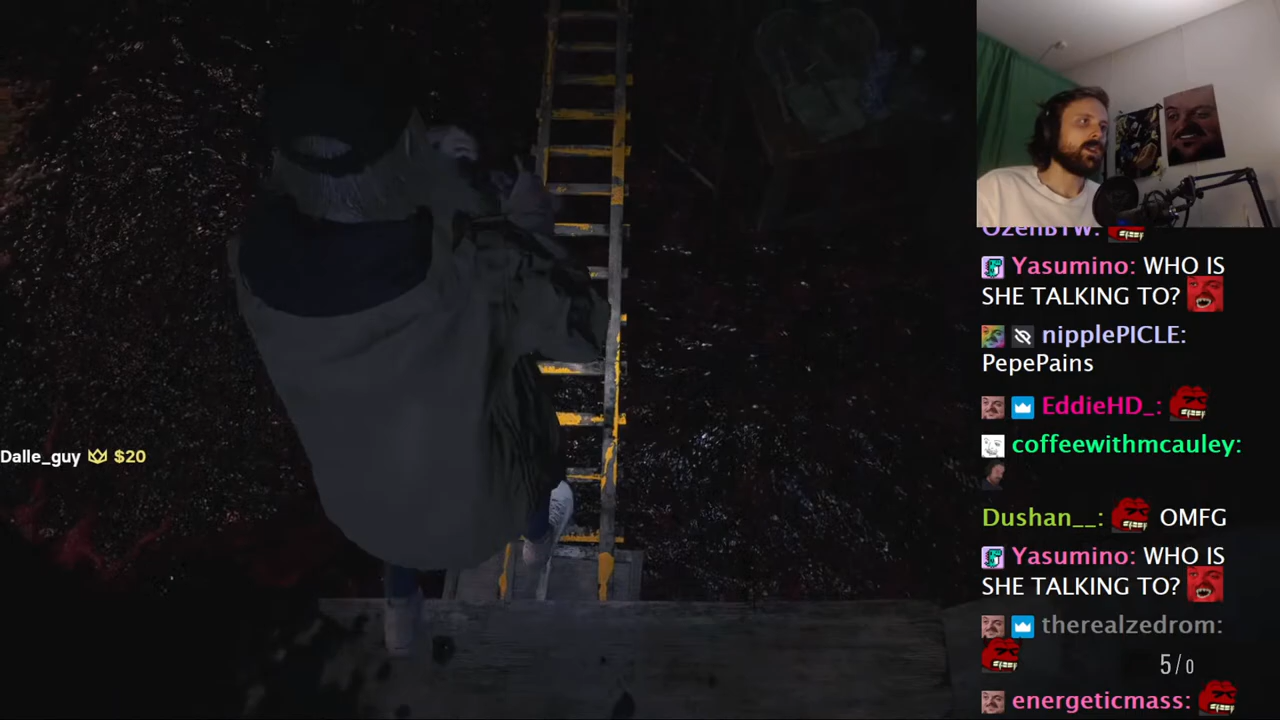 Dalle_guy $20
OzenBTW:
Yasumino: WHO IS
SHE TALKING TO?
nipplePICLE:
PepePains
EddieHD_:
coffeewithmcauley:
Dushan__: OMFG
Yasumino: WHO IS
SHE TALKING TO?
therealzedrom:
5/0
energeticmass: